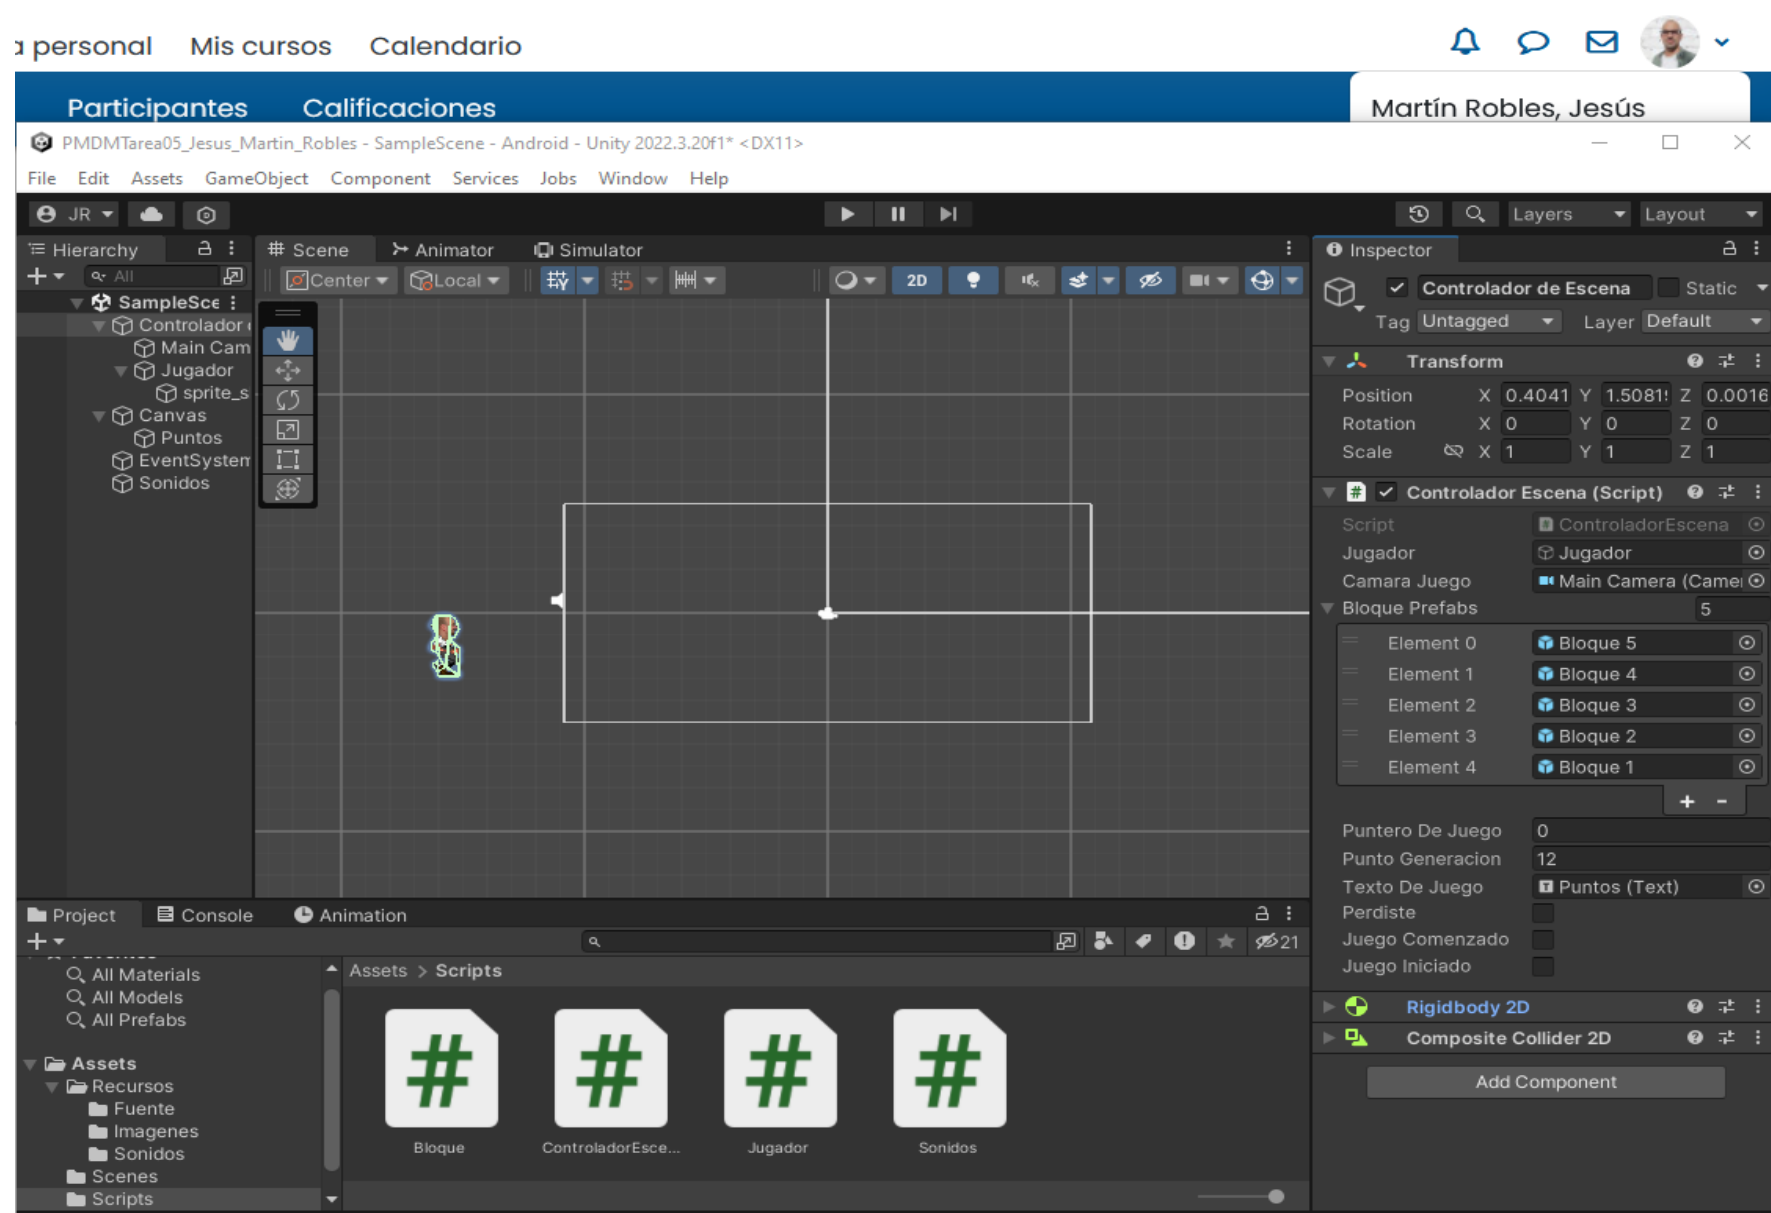 a personal Mis cursos Calendario
Participantes Calificaciones Martín Robles, Jesús
PMDMTarea05_Jesus_Martin_Robles - SampleScene - Android - Unity 2022.3.20f1* <DX11>
File Edit Assets GameObject Component Services Jobs Window Help
JR Layers Layout
Hierarchy
All
SampleSce
Controlador
Main Cam
Jugador
sprite_s
Canvas
Puntos
EventSystem
Sonidos
Scene Animator Simulator
Center Local 2D
Inspector
Controlador de Escena Static
Tag Untagged Layer Default
Transform
Position X 0.4041 Y 1.5081 Z 0.0016
Rotation X 0 Y 0 Z 0
Scale X 1 Y 1 Z 1
# Controlador Escena (Script)
Script ControladorEscena
Jugador Jugador
Camara Juego Main Camera (Camer
Bloque Prefabs 5
Element 0 Bloque 5
Element 1 Bloque 4
Element 2 Bloque 3
Element 3 Bloque 2
Element 4 Bloque 1
+ -
Puntero De Juego 0
Punto Generacion 12
Texto De Juego Puntos (Text)
Perdiste
Juego Comenzado
Juego Iniciado
Rigidbody 2D
Composite Collider 2D
Add Component
Project Console Animation
21
All Materials
All Models
All Prefabs
Assets
Recursos
Fuente
Imagenes
Sonidos
Scenes
Scripts
Assets > Scripts
# # # #
Bloque ControladorEsce... Jugador Sonidos